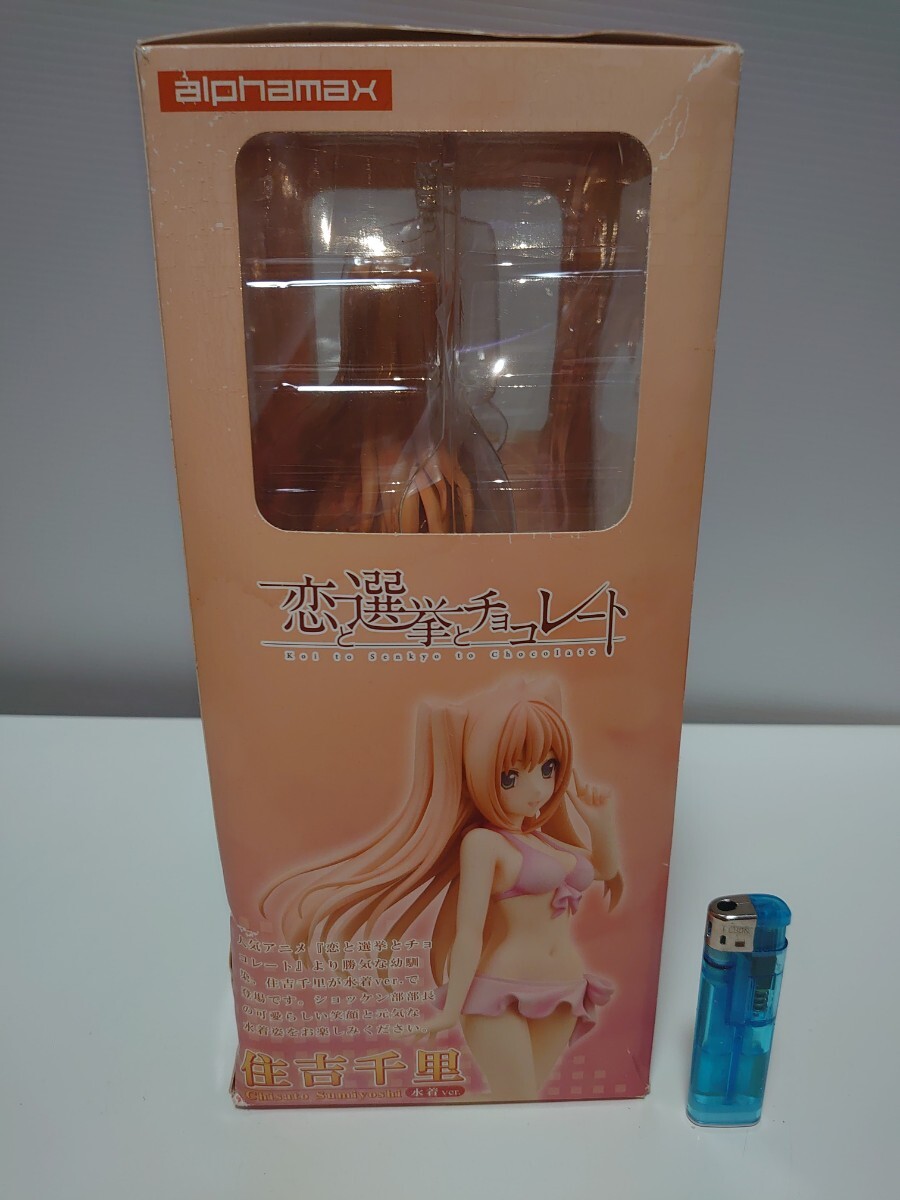 alphamax
恋と選挙とチョコレート
Koi to Senkyo to Chocolate
人気アニメ『恋と選挙とチョ
コレート』より勝気な幼馴
染、住吉千里が水着ver.で
登場です。ショッケン部部長
の可愛らしい笑顔と元気な
水着姿をお楽しみください。
住吉千里
Chisato Sumiyoshi 水着ver.